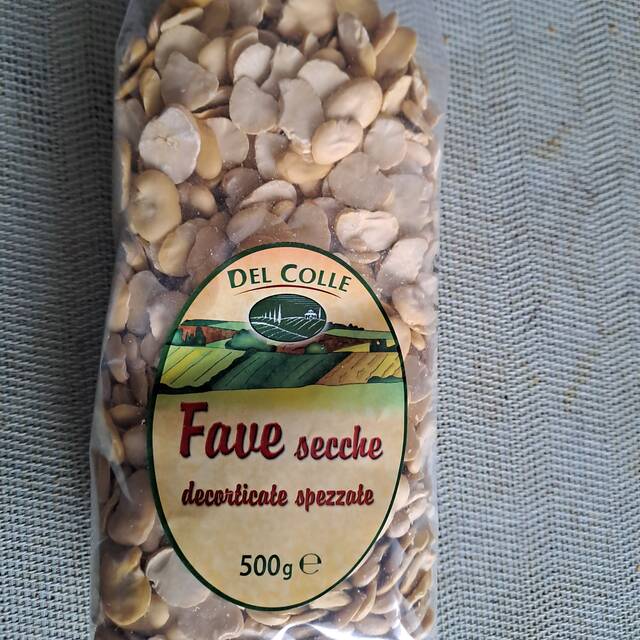 DEL COLLE
Fave secche
decorticate spezzate
500g ℮